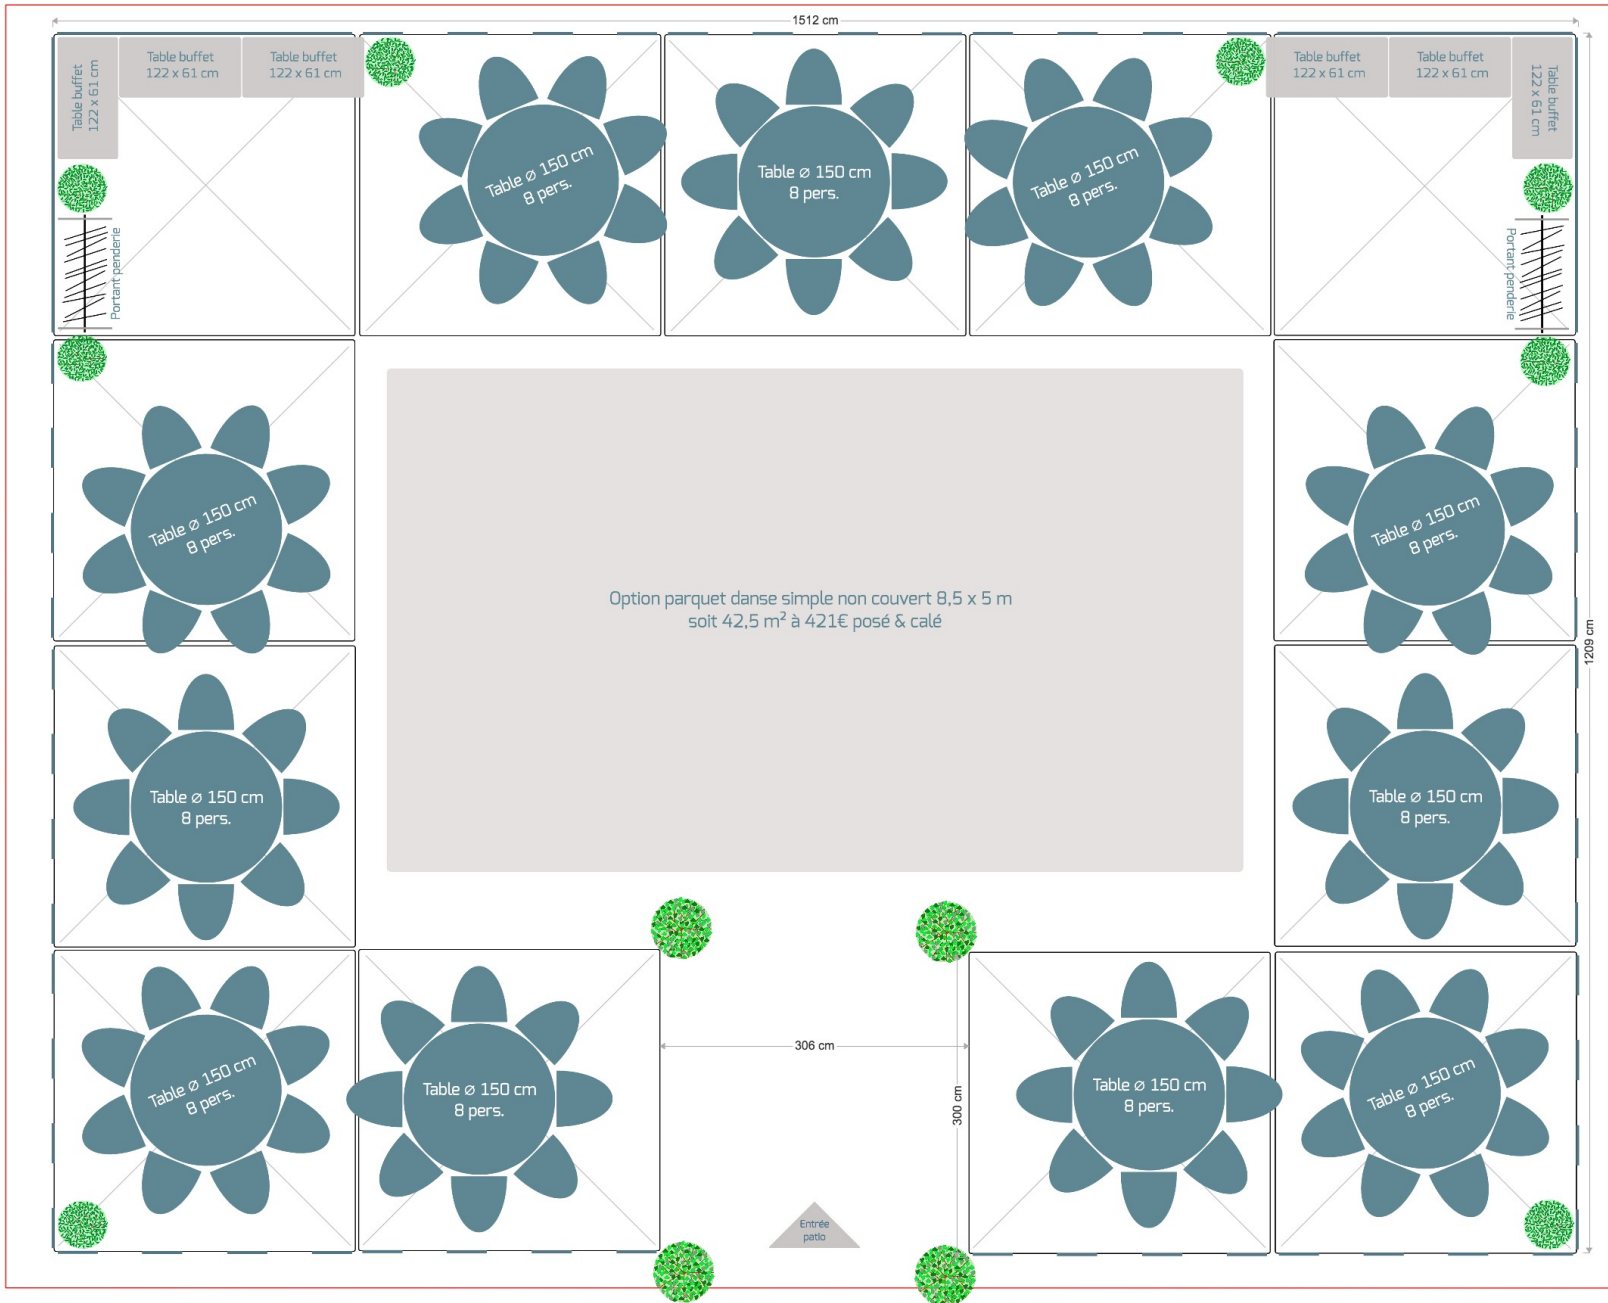 1512 cm
Table buffet
122 x 61 cm
Table buffet
122 x 61 cm
Table buffet
122 x 61 cm
Table buffet
122 x 61 cm
Table buffet
122 x 61 cm
Table buffet
122 x 61 cm
Table ø 150 cm
8 pers.
Table ø 150 cm
8 pers.
Table ø 150 cm
8 pers.
Portant penderie
Portant penderie
Table ø 150 cm
8 pers.
Table ø 150 cm
8 pers.
Option parquet danse simple non couvert 8,5 x 5 m
soit 42,5 m² à 421€ posé & calé
1209 cm
Table ø 150 cm
8 pers.
Table ø 150 cm
8 pers.
306 cm
300 cm
Table ø 150 cm
8 pers.
Table ø 150 cm
8 pers.
Table ø 150 cm
8 pers.
Table ø 150 cm
8 pers.
Entrée
patio